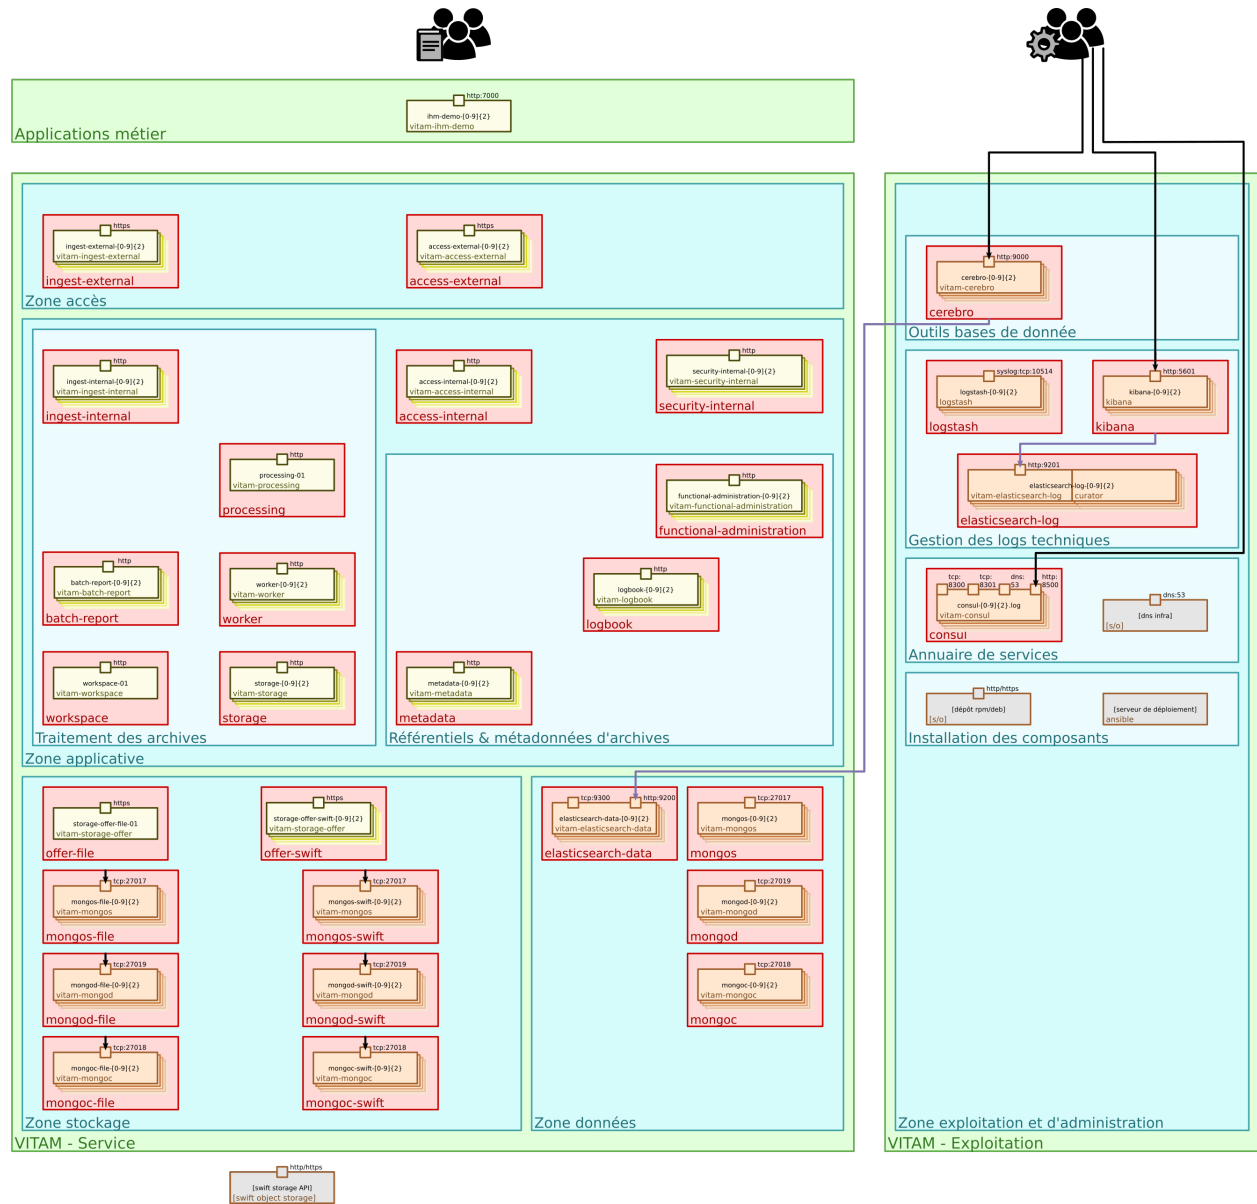 http:7000
ihm-demo-[0-9]{2}
vitam-ihm-demo
Applications métier
https
ingest-external-[0-9]{2}
vitam-ingest-external
ingest-external
https
access-external-[0-9]{2}
vitam-access-external
access-external
Zone accès
http
ingest-internal-[0-9]{2}
vitam-ingest-internal
ingest-internal
http
access-internal-[0-9]{2}
vitam-access-internal
access-internal
http
security-internal-[0-9]{2}
vitam-security-internal
security-internal
http
processing-01
vitam-processing
processing
http
functional-administration-[0-9]{2}
vitam-functional-administration
functional-administration
http
batch-report-[0-9]{2}
vitam-batch-report
batch-report
http
worker-[0-9]{2}
vitam-worker
worker
http
logbook-[0-9]{2}
vitam-logbook
logbook
http
workspace-01
vitam-workspace
workspace
http
storage-[0-9]{2}
vitam-storage
storage
http
metadata-[0-9]{2}
vitam-metadata
metadata
Traitement des archives
Référentiels & métadonnées d'archives
Zone applicative
https
storage-offer-file-01
vitam-storage-offer
offer-file
https
storage-offer-swift-[0-9]{2}
vitam-storage-offer
offer-swift
tcp:27017
mongos-file-[0-9]{2}
vitam-mongos
mongos-file
tcp:27017
mongos-swift-[0-9]{2}
vitam-mongos
mongos-swift
tcp:27019
mongod-file-[0-9]{2}
vitam-mongod
mongod-file
tcp:27019
mongod-swift-[0-9]{2}
vitam-mongod
mongod-swift
tcp:27018
mongoc-file-[0-9]{2}
vitam-mongoc
mongoc-file
tcp:27018
mongoc-swift-[0-9]{2}
vitam-mongoc
mongoc-swift
Zone stockage
tcp:9300
http:9200
elasticsearch-data-[0-9]{2}
vitam-elasticsearch-data
elasticsearch-data
tcp:27017
mongos-[0-9]{2}
vitam-mongos
mongos
tcp:27019
mongod-[0-9]{2}
vitam-mongod
mongod
tcp:27018
mongoc-[0-9]{2}
vitam-mongoc
mongoc
Zone données
VITAM - Service
http/https
[swift storage API]
[swift object storage]
http:9000
cerebro-[0-9]{2}
vitam-cerebro
cerebro
Outils bases de donnée
syslog:tcp:10514
logstash-[0-9]{2}
logstash
logstash
http:5601
kibana-[0-9]{2}
kibana
kibana
http:9201
elasticsearch-log-[0-9]{2}
vitam-elasticsearch-log
curator
elasticsearch-log
Gestion des logs techniques
tcp:
8300
tcp:
8301
dns:
53
http:
8500
consul-[0-9]{2}.log
vitam-consul
consul
dns:53
[dns infra]
[s/o]
Annuaire de services
http/https
[dépôt rpm/deb]
[s/o]
[serveur de déploiement]
ansible
Installation des composants
Zone exploitation et d'administration
VITAM - Exploitation